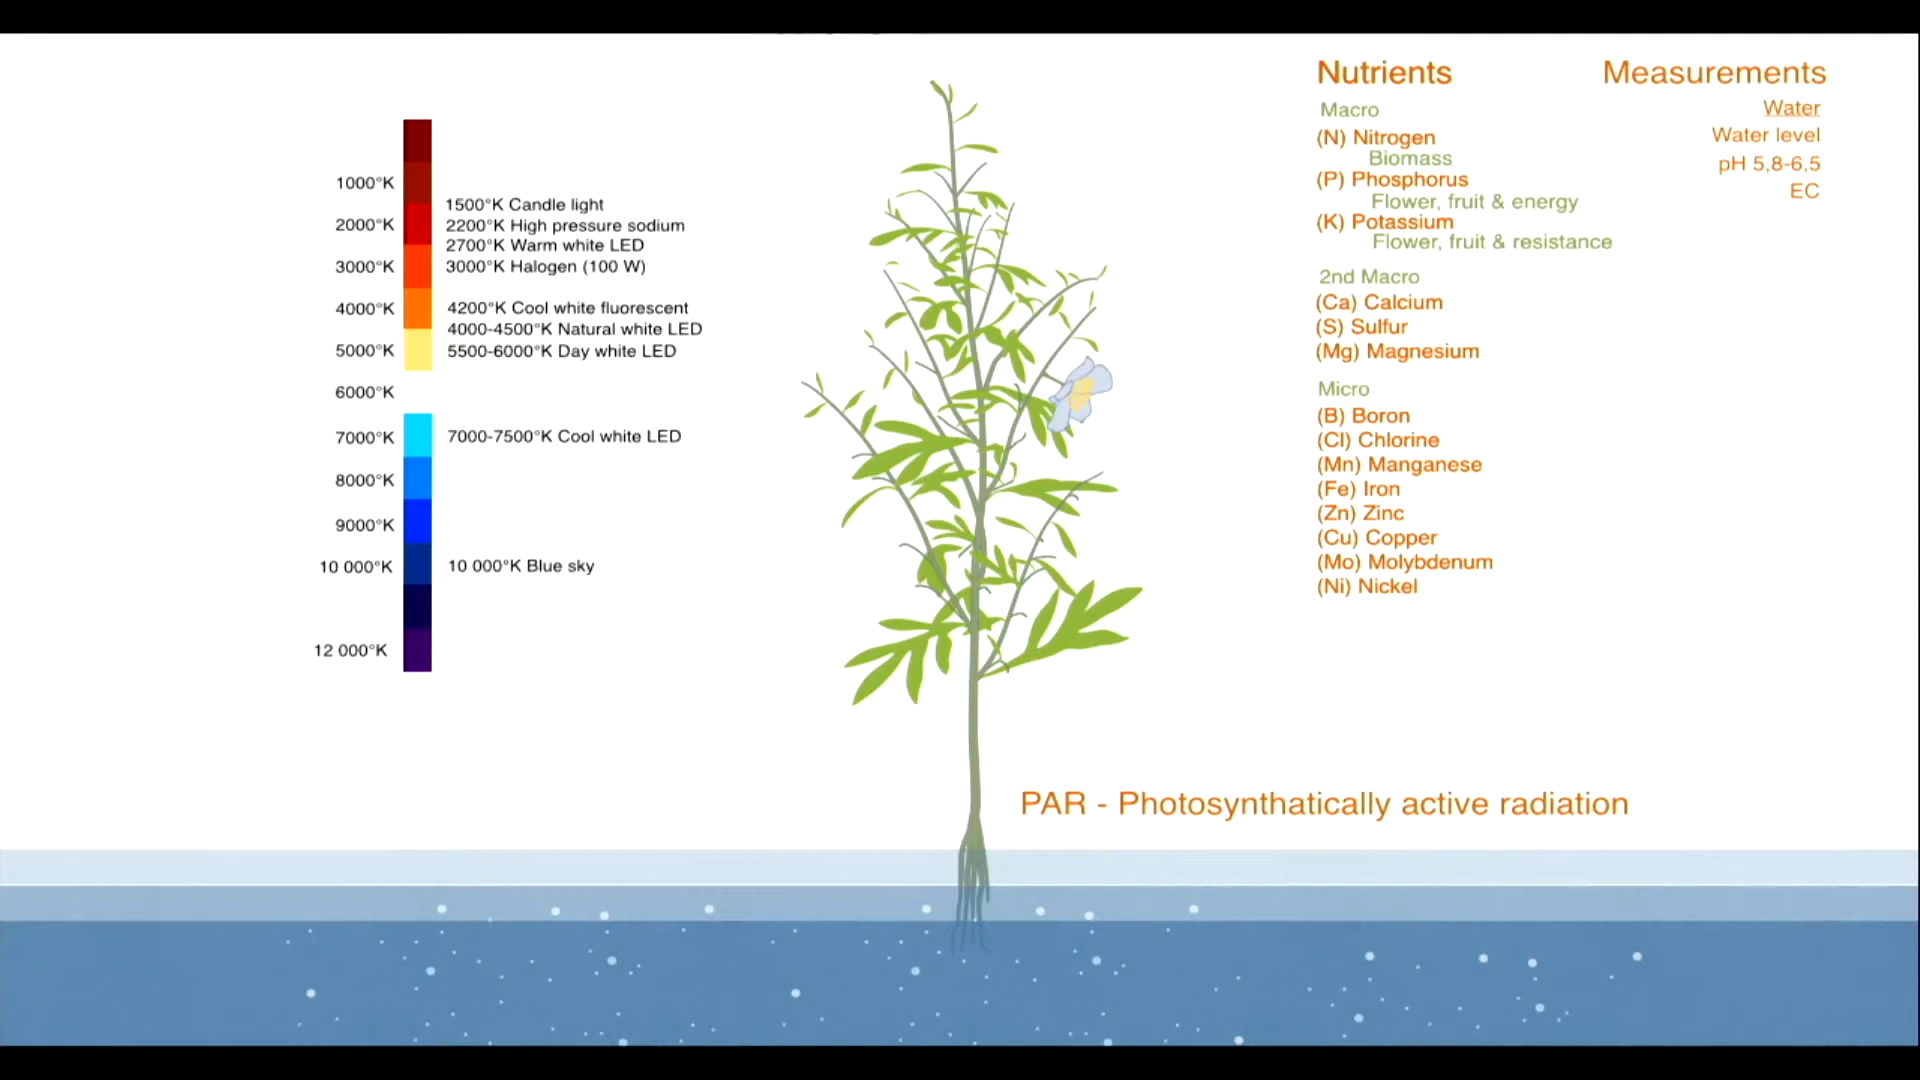 1000°K
2000°K
3000°K
4000°K
5000°K
6000°K
7000°K
8000°K
9000°K
10 000°K
12 000°K
1500°K Candle light
2200°K High pressure sodium
2700°K Warm white LED
3000°K Halogen (100 W)
4200°K Cool white fluorescent
4000-4500°K Natural white LED
5500-6000°K Day white LED
7000-7500°K Cool white LED
10 000°K Blue sky
Nutrients
Macro
(N) Nitrogen
Biomass
(P) Phosphorus
Flower, fruit & energy
(K) Potassium
Flower, fruit & resistance
2nd Macro
(Ca) Calcium
(S) Sulfur
(Mg) Magnesium
Micro
(B) Boron
(Cl) Chlorine
(Mn) Manganese
(Fe) Iron
(Zn) Zinc
(Cu) Copper
(Mo) Molybdenum
(Ni) Nickel
Measurements
Water
Water level
pH 5,8-6,5
EC
PAR - Photosynthatically active radiation